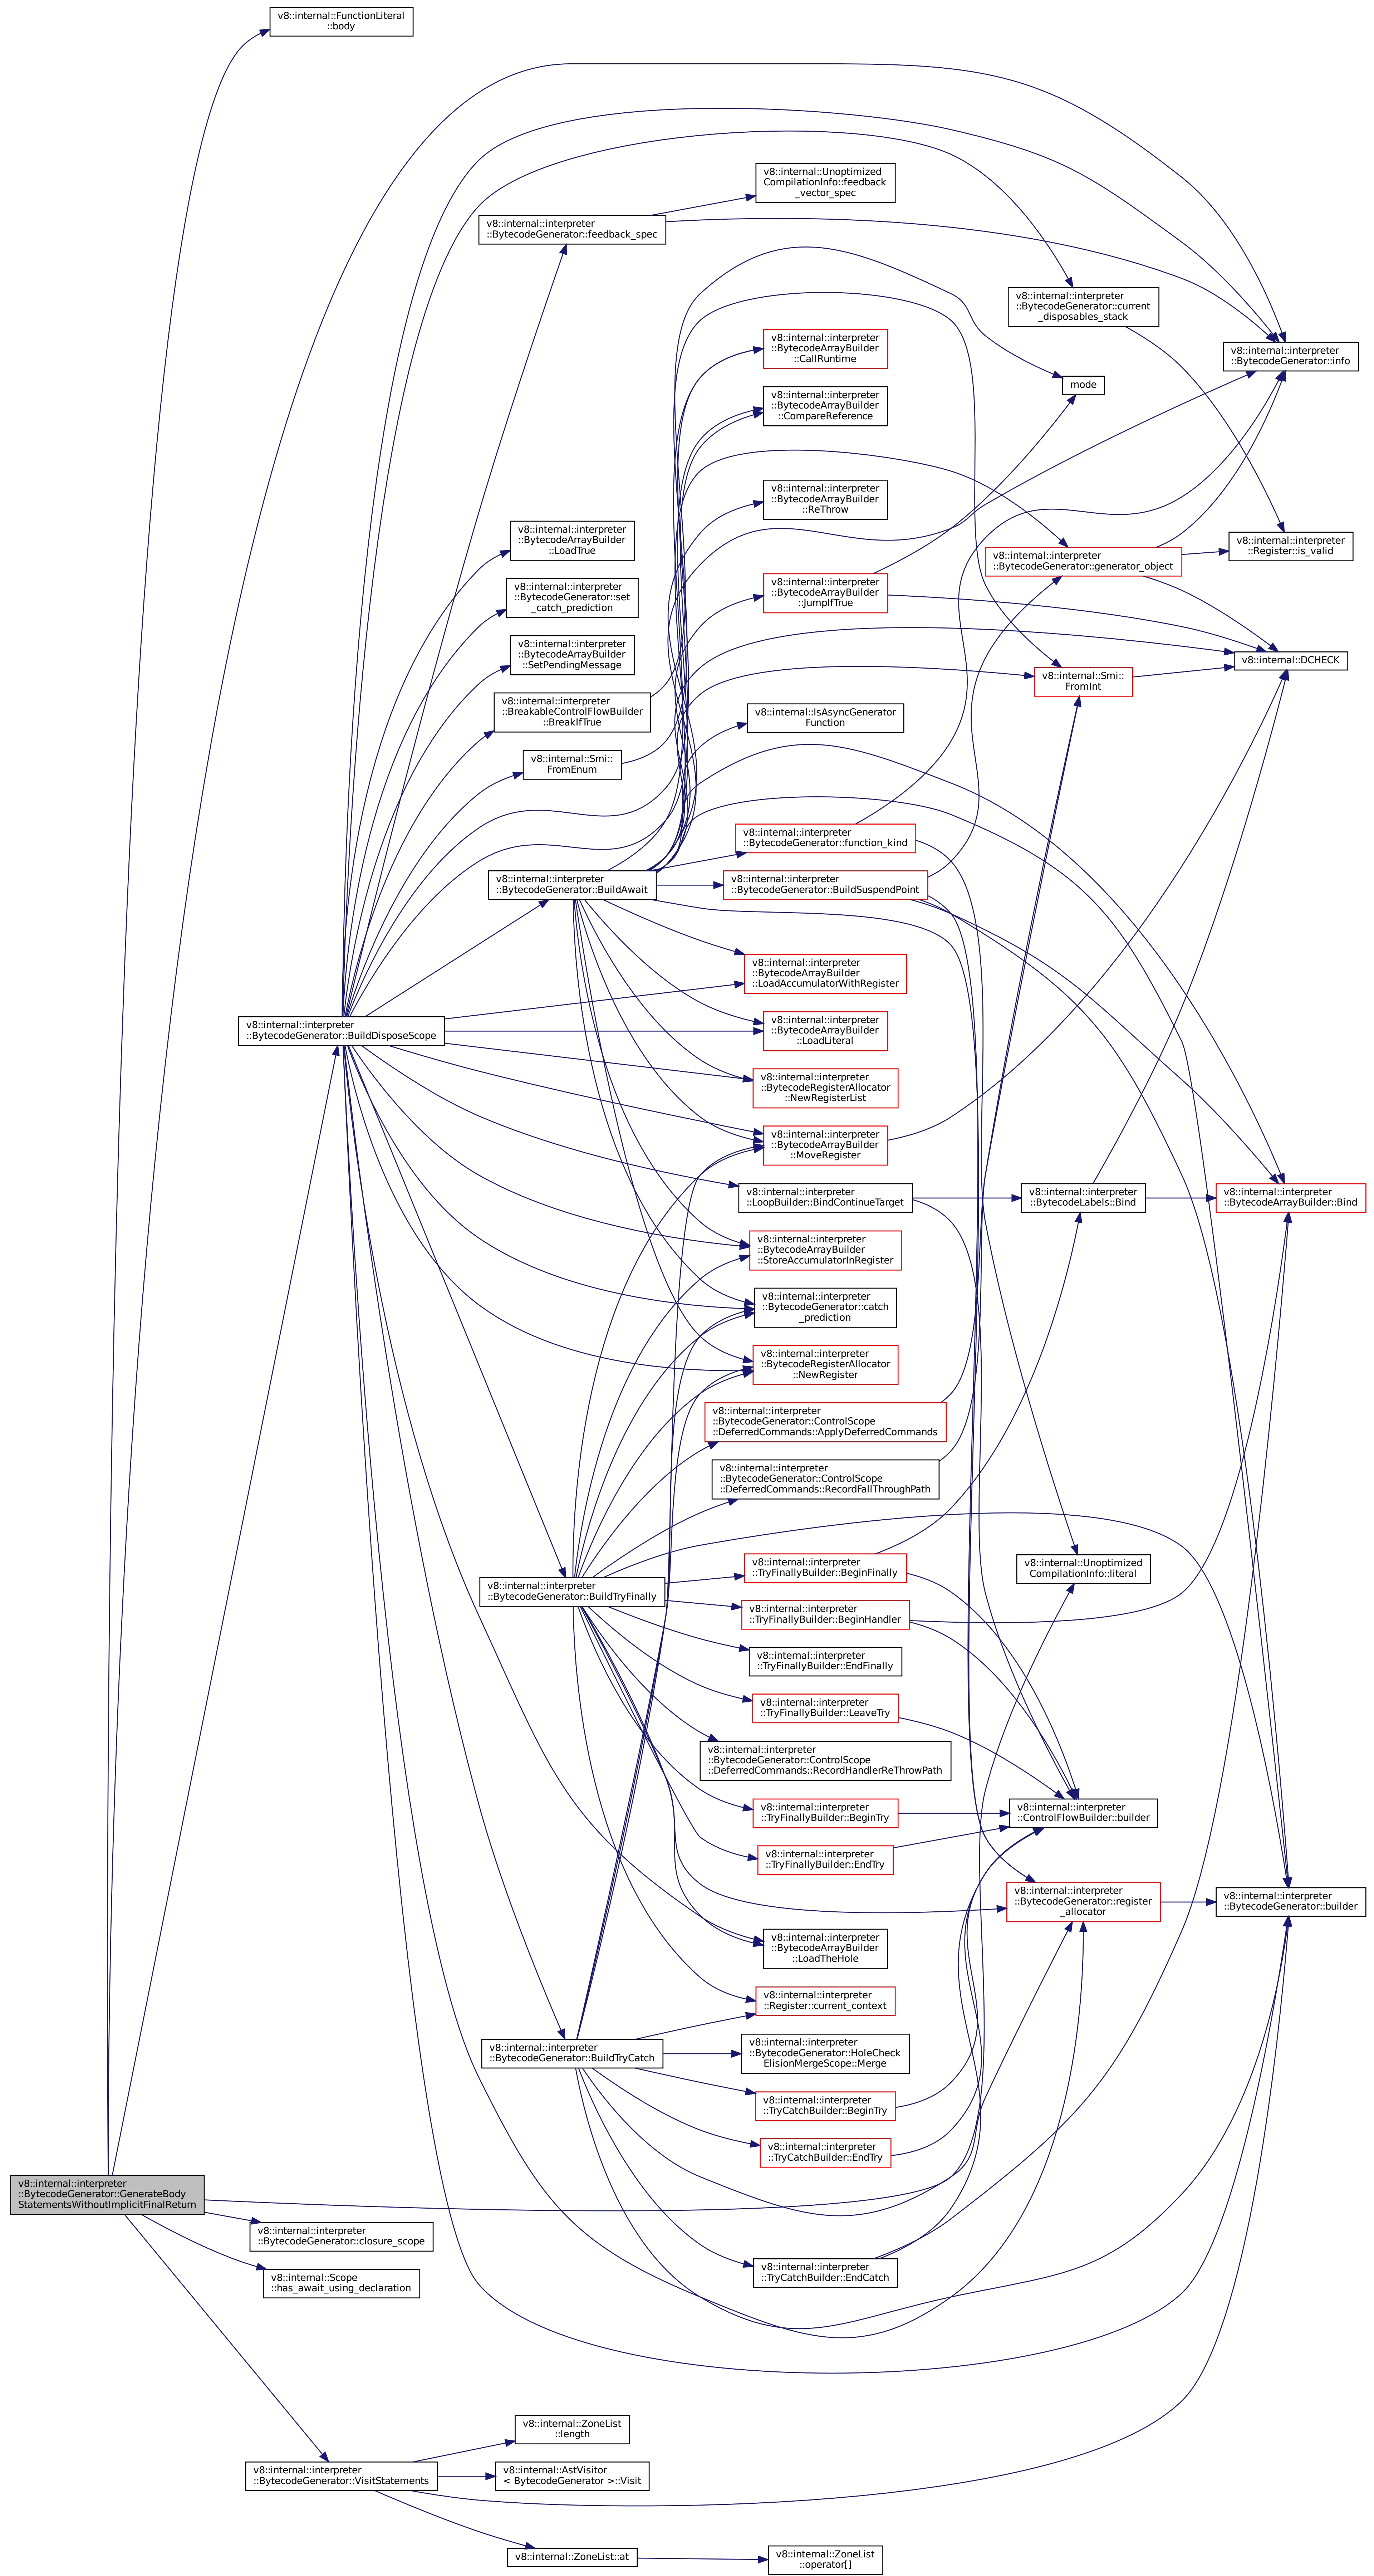 v8::internal::FunctionLiteral
::body
v8::internal::Unoptimized
CompilationInfo::feedback
_vector_spec
v8::internal::interpreter
::BytecodeGenerator::feedback_spec
v8::internal::interpreter
::BytecodeGenerator::current
_disposables_stack
v8::internal::interpreter
::BytecodeArrayBuilder
::CallRuntime
v8::internal::interpreter
::BytecodeGenerator::info
mode
v8::internal::interpreter
::BytecodeArrayBuilder
::CompareReference
v8::internal::interpreter
::BytecodeArrayBuilder
::ReThrow
v8::internal::interpreter
::BytecodeArrayBuilder
::LoadTrue
v8::internal::interpreter
::Register::is_valid
v8::internal::interpreter
::BytecodeGenerator::generator_object
v8::internal::interpreter
::BytecodeGenerator::set
_catch_prediction
v8::internal::interpreter
::BytecodeArrayBuilder
::JumpIfTrue
v8::internal::interpreter
::BytecodeArrayBuilder
::SetPendingMessage
v8::internal::DCHECK
v8::internal::Smi::
FromInt
v8::internal::interpreter
::BreakableControlFlowBuilder
::BreakIfTrue
v8::internal::IsAsyncGenerator
Function
v8::internal::Smi::
FromEnum
v8::internal::interpreter
::BytecodeGenerator::function_kind
v8::internal::interpreter
::BytecodeGenerator::BuildAwait
v8::internal::interpreter
::BytecodeGenerator::BuildSuspendPoint
v8::internal::interpreter
::BytecodeArrayBuilder
::LoadAccumulatorWithRegister
v8::internal::interpreter
::BytecodeGenerator::BuildDisposeScope
v8::internal::interpreter
::BytecodeArrayBuilder
::LoadLiteral
v8::internal::interpreter
::BytecodeRegisterAllocator
::NewRegisterList
v8::internal::interpreter
::BytecodeArrayBuilder
::MoveRegister
v8::internal::interpreter
::LoopBuilder::BindContinueTarget
v8::internal::interpreter
::BytecodeLabels::Bind
v8::internal::interpreter
::BytecodeArrayBuilder::Bind
v8::internal::interpreter
::BytecodeArrayBuilder
::StoreAccumulatorInRegister
v8::internal::interpreter
::BytecodeGenerator::catch
_prediction
v8::internal::interpreter
::BytecodeRegisterAllocator
::NewRegister
v8::internal::interpreter
::BytecodeGenerator::ControlScope
::DeferredCommands::ApplyDeferredCommands
v8::internal::interpreter
::BytecodeGenerator::ControlScope
::DeferredCommands::RecordFallThroughPath
v8::internal::interpreter
::TryFinallyBuilder::BeginFinally
v8::internal::Unoptimized
CompilationInfo::literal
v8::internal::interpreter
::BytecodeGenerator::BuildTryFinally
v8::internal::interpreter
::TryFinallyBuilder::BeginHandler
v8::internal::interpreter
::TryFinallyBuilder::EndFinally
v8::internal::interpreter
::TryFinallyBuilder::LeaveTry
v8::internal::interpreter
::BytecodeGenerator::ControlScope
::DeferredCommands::RecordHandlerReThrowPath
v8::internal::interpreter
::TryFinallyBuilder::BeginTry
v8::internal::interpreter
::ControlFlowBuilder::builder
v8::internal::interpreter
::TryFinallyBuilder::EndTry
v8::internal::interpreter
::BytecodeGenerator::register
_allocator
v8::internal::interpreter
::BytecodeGenerator::builder
v8::internal::interpreter
::BytecodeArrayBuilder
::LoadTheHole
v8::internal::interpreter
::Register::current_context
v8::internal::interpreter
::BytecodeGenerator::BuildTryCatch
v8::internal::interpreter
::BytecodeGenerator::HoleCheck
ElisionMergeScope::Merge
v8::internal::interpreter
::TryCatchBuilder::BeginTry
v8::internal::interpreter
::TryCatchBuilder::EndTry
v8::internal::interpreter
::BytecodeGenerator::GenerateBody
StatementsWithoutImplicitFinalReturn
v8::internal::interpreter
::BytecodeGenerator::closure_scope
v8::internal::interpreter
::TryCatchBuilder::EndCatch
v8::internal::Scope
::has_await_using_declaration
v8::internal::ZoneList
::length
v8::internal::interpreter
::BytecodeGenerator::VisitStatements
v8::internal::AstVisitor
< BytecodeGenerator >::Visit
v8::internal::ZoneList::at
v8::internal::ZoneList
::operator[]